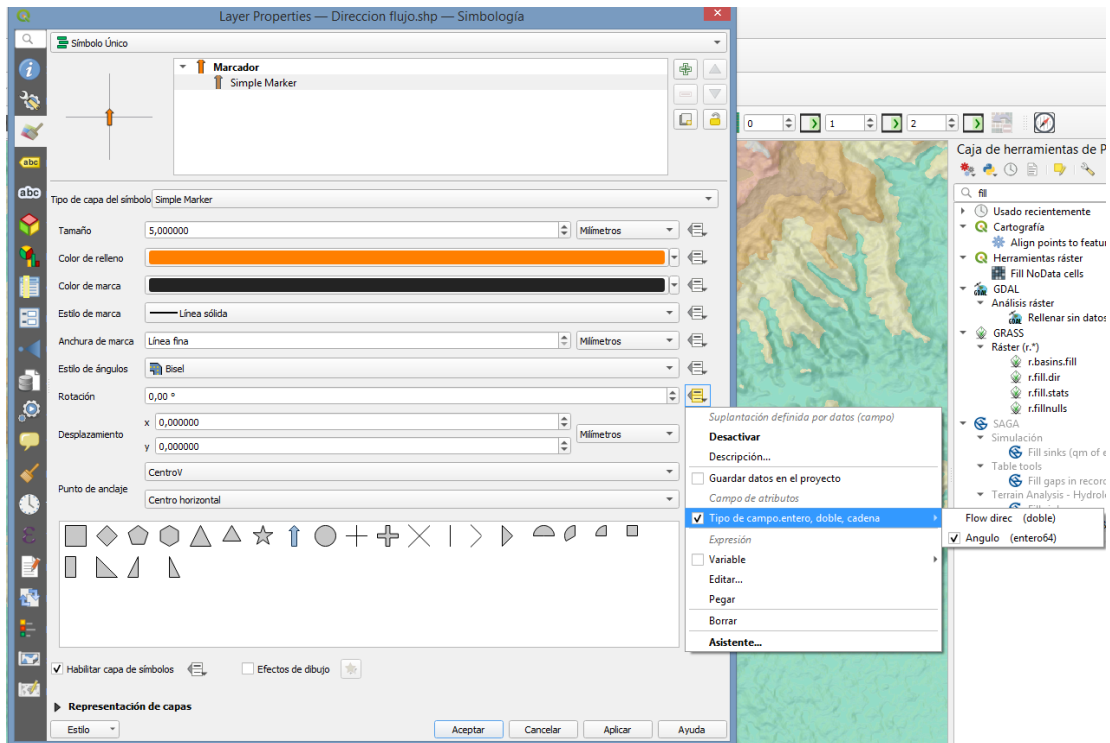 Layer Properties — Direccion flujo.shp — Simbología
Símbolo Único
Marcador
Simple Marker
abc
abc
Tipo de capa del símbolo Simple Marker
Tamaño 5,000000 Milímetros
Color de relleno
Color de marca
Estilo de marca Línea sólida
Anchura de marca Línea fina Milímetros
Estilo de ángulos Bisel
Rotación 0,00 °
Desplazamiento x 0,000000 Milímetros
y 0,000000
Punto de anclaje CentroV
Centro horizontal
Habilitar capa de símbolos Efectos de dibujo
Representación de capas
Estilo Aceptar Cancelar Aplicar Ayuda
Suplantación definida por datos (campo)
Desactivar
Descripción...
Guardar datos en el proyecto
Campo de atributos
Tipo de campo.entero, doble, cadena
Expresión
Variable
Editar...
Pegar
Borrar
Asistente...
Flow direc (doble)
Angulo (entero64)
0 1 2
Caja de herramientas de P
fill
Usado recientemente
Cartografía
Align points to featur
Herramientas ráster
Fill NoData cells
GDAL
Análisis ráster
Rellenar sin datos
GRASS
Ráster (r.*)
r.basins.fill
r.fill.dir
r.fill.stats
r.fillnulls
SAGA
Simulación
Fill sinks (qm of e
Table tools
Fill gaps in record
Terrain Analysis - Hydrolo